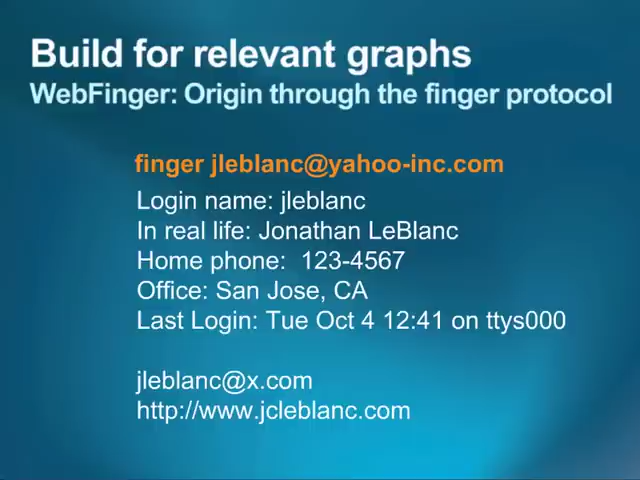 Build for relevant graphs
WebFinger: Origin through the finger protocol
finger jleblanc@yahoo-inc.com
Login name: jleblanc
In real life: Jonathan LeBlanc
Home phone:  123-4567
Office: San Jose, CA
Last Login: Tue Oct 4 12:41 on ttys000
jleblanc@x.com
http://www.jcleblanc.com